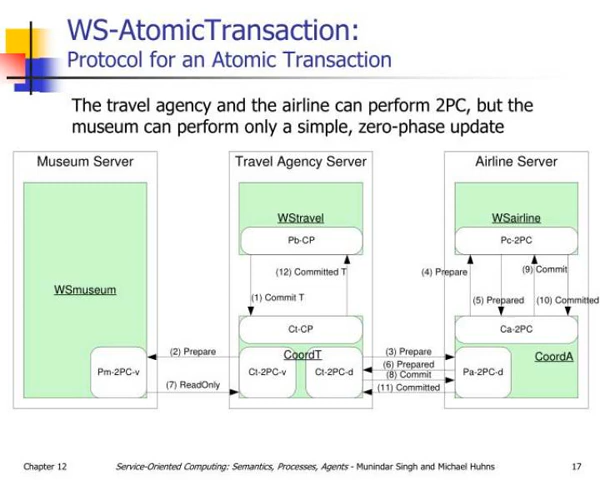 WS-AtomicTransaction:
Protocol for an Atomic Transaction
The travel agency and the airline can perform 2PC, but the
museum can perform only a simple, zero-phase update
Museum Server
Travel Agency Server
Airline Server
WStravel
WSairline
Pb-CP
Pc-2PC
(12) Committed T
(4) Prepare
(9) Commit
WSmuseum
(1) Commit T
(5) Prepared
(10) Committed
Ct-CP
Ca-2PC
(2) Prepare
CoordT
(3) Prepare
CoordA
(6) Prepared
Pm-2PC-v
Ct-2PC-v
Ct-2PC-d
(8) Commit
Pa-2PC-d
(7) ReadOnly
(11) Committed
Chapter 12
Service-Oriented Computing: Semantics, Processes, Agents - Munindar Singh and Michael Huhns
17